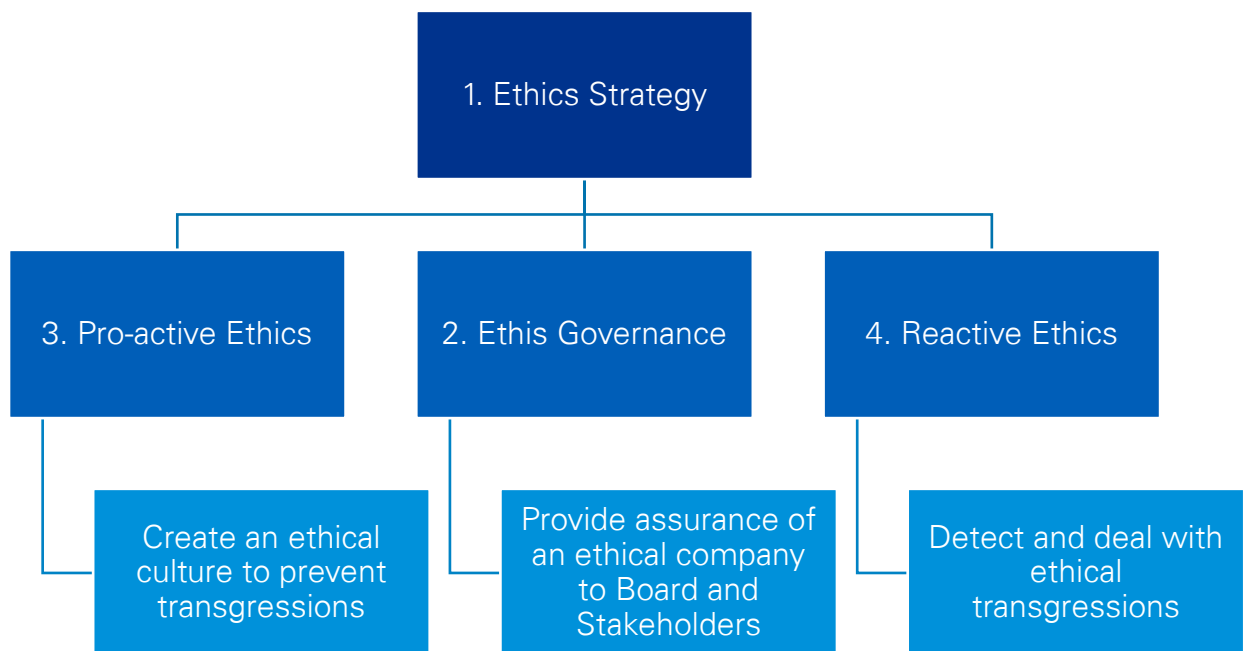 1. Ethics Strategy
3. Pro-active Ethics
2. Ethis Governance
4. Reactive Ethics
Create an ethical
culture to prevent
transgressions
Provide assurance of
an ethical company
to Board and
Stakeholders
Detect and deal with
ethical
transgressions